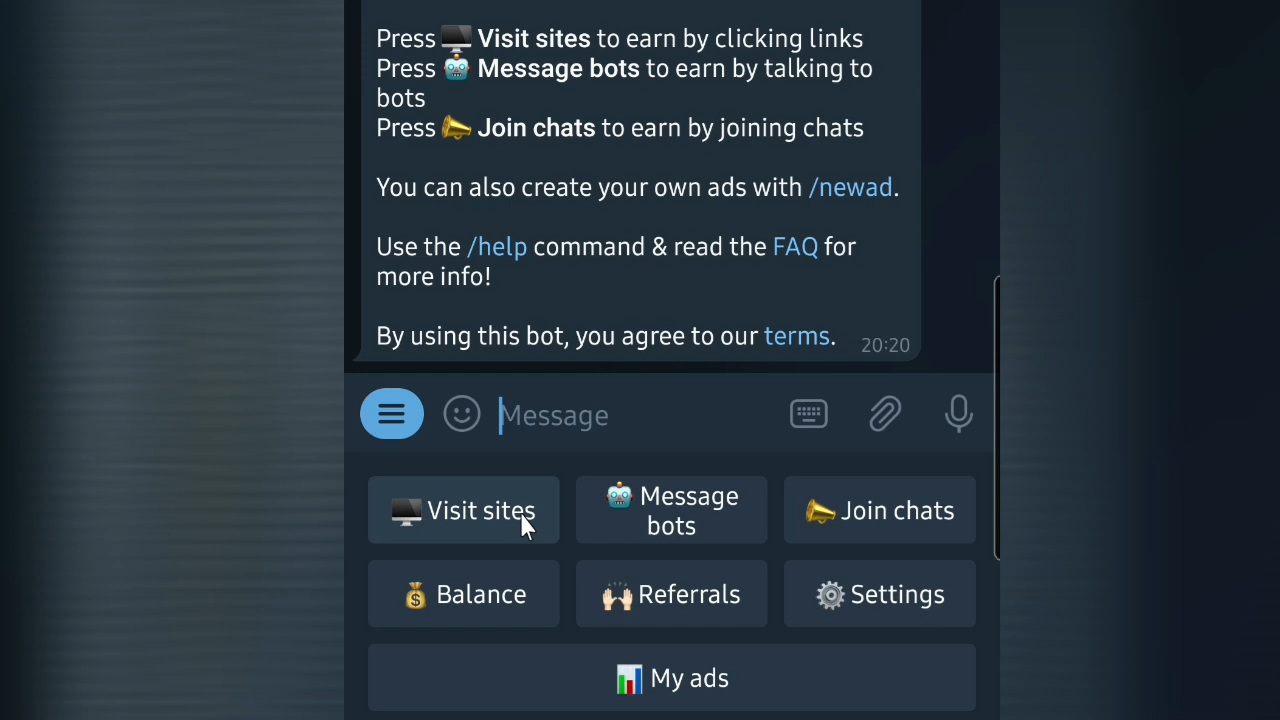 Press 🖥️ Visit sites to earn by clicking links
Press 🤖 Message bots to earn by talking to
bots
Press 📣 Join chats to earn by joining chats
You can also create your own ads with /newad.
Use the /help command & read the FAQ for
more info!
By using this bot, you agree to our terms.
20:20
Message
🖥️ Visit sites
🤖 Message
bots
📣 Join chats
💰 Balance
🙌🏻 Referrals
⚙️ Settings
📊 My ads